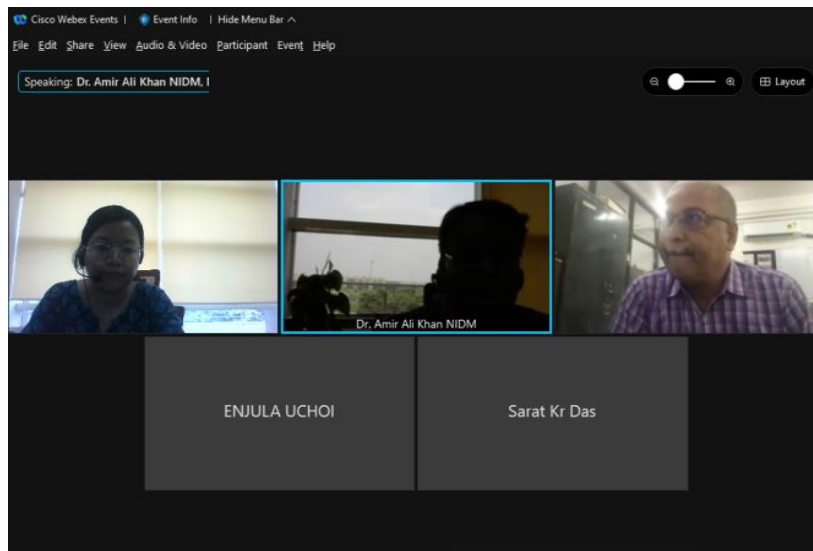 Cisco Webex Events | Event Info | Hide Menu Bar ^
File Edit Share View Audio & Video Participant Event Help
Speaking: Dr. Amir Ali Khan NIDM, I
Layout
Dr. Amir Ali Khan NIDM
ENJULA UCHOI
Sarat Kr Das